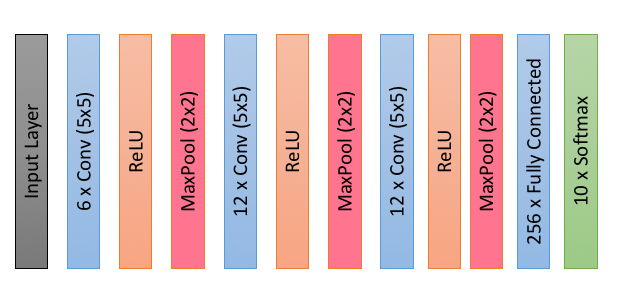 Input Layer
6 x Conv (5x5)
ReLU
MaxPool (2x2)
12 x Conv (5x5)
ReLU
MaxPool (2x2)
12 x Conv (5x5)
ReLU
MaxPool (2x2)
256 x Fully Connected
10 x Softmax